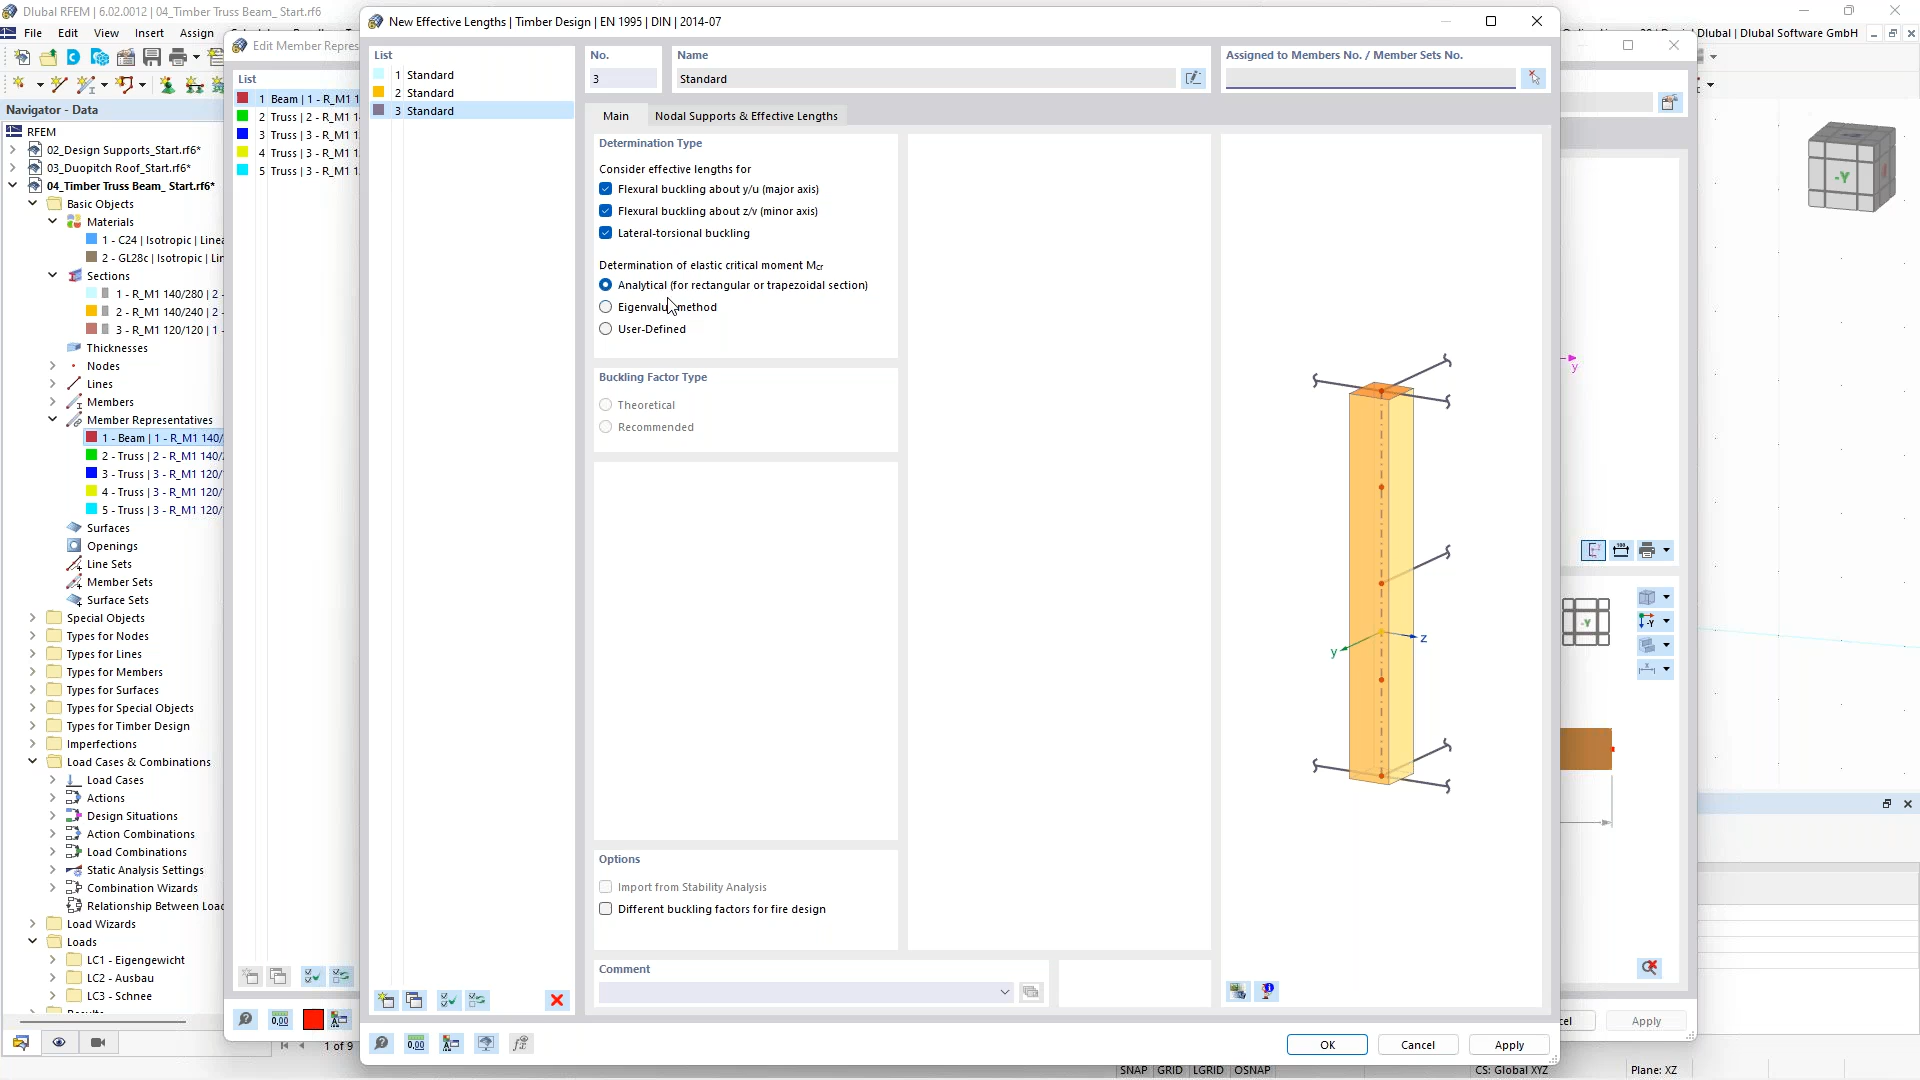 Dlubal RFEM | 6.02.0012 | 04_Timber Truss Beam_ Start.rf6
File Edit View Insert Assign
Navigator - Data
RFEM
02_Design Supports_Start.rf6*
03_Duopitch Roof_Start.rf6*
04_Timber Truss Beam_ Start.rf6*
Basic Objects
Materials
1 - C24 | Isotropic | Linea
2 - GL28c | Isotropic | Lin
Sections
1 - R_M1 140/280 | 2 -
2 - R_M1 140/240 | 2 -
3 - R_M1 120/120 | 1 -
Thicknesses
Nodes
Lines
Members
Member Representatives
1 - Beam | 1 - R_M1 140/
2 - Truss | 2 - R_M1 140/
3 - Truss | 3 - R_M1 120/
4 - Truss | 3 - R_M1 120/
5 - Truss | 3 - R_M1 120/
Surfaces
Openings
Line Sets
Member Sets
Surface Sets
Special Objects
Types for Nodes
Types for Lines
Types for Members
Types for Surfaces
Types for Special Objects
Types for Timber Design
Imperfections
Load Cases & Combinations
Load Cases
Actions
Design Situations
Action Combinations
Load Combinations
Static Analysis Settings
Combination Wizards
Relationship Between Load
Load Wizards
Loads
LC1 - Eigengewicht
LC2 - Ausbau
LC3 - Schnee
Edit Member Repres
List
1 Beam | 1 - R_M1 1
2 Truss | 2 - R_M1 1
3 Truss | 3 - R_M1 1
4 Truss | 3 - R_M1 1
5 Truss | 3 - R_M1 1
0,00
1 of 9
New Effective Lengths | Timber Design | EN 1995 | DIN | 2014-07
List
1 Standard
2 Standard
3 Standard
No.
3
Name
Standard
Assigned to Members No. / Member Sets No.
Main
Nodal Supports & Effective Lengths
Determination Type
Consider effective lengths for
Flexural buckling about y/u (major axis)
Flexural buckling about z/v (minor axis)
Lateral-torsional buckling
Determination of elastic critical moment Mcr
Analytical (for rectangular or trapezoidal section)
Eigenvalue method
User-Defined
Buckling Factor Type
Theoretical
Recommended
Options
Import from Stability Analysis
Different buckling factors for fire design
Comment
y
z
0,00
OK
Cancel
Apply
Dlubal | Dlubal Software GmbH
-Y
y
-Y
-Y
cel
Apply
SNAP GRID LGRID OSNAP
CS: Global XYZ
Plane: XZ